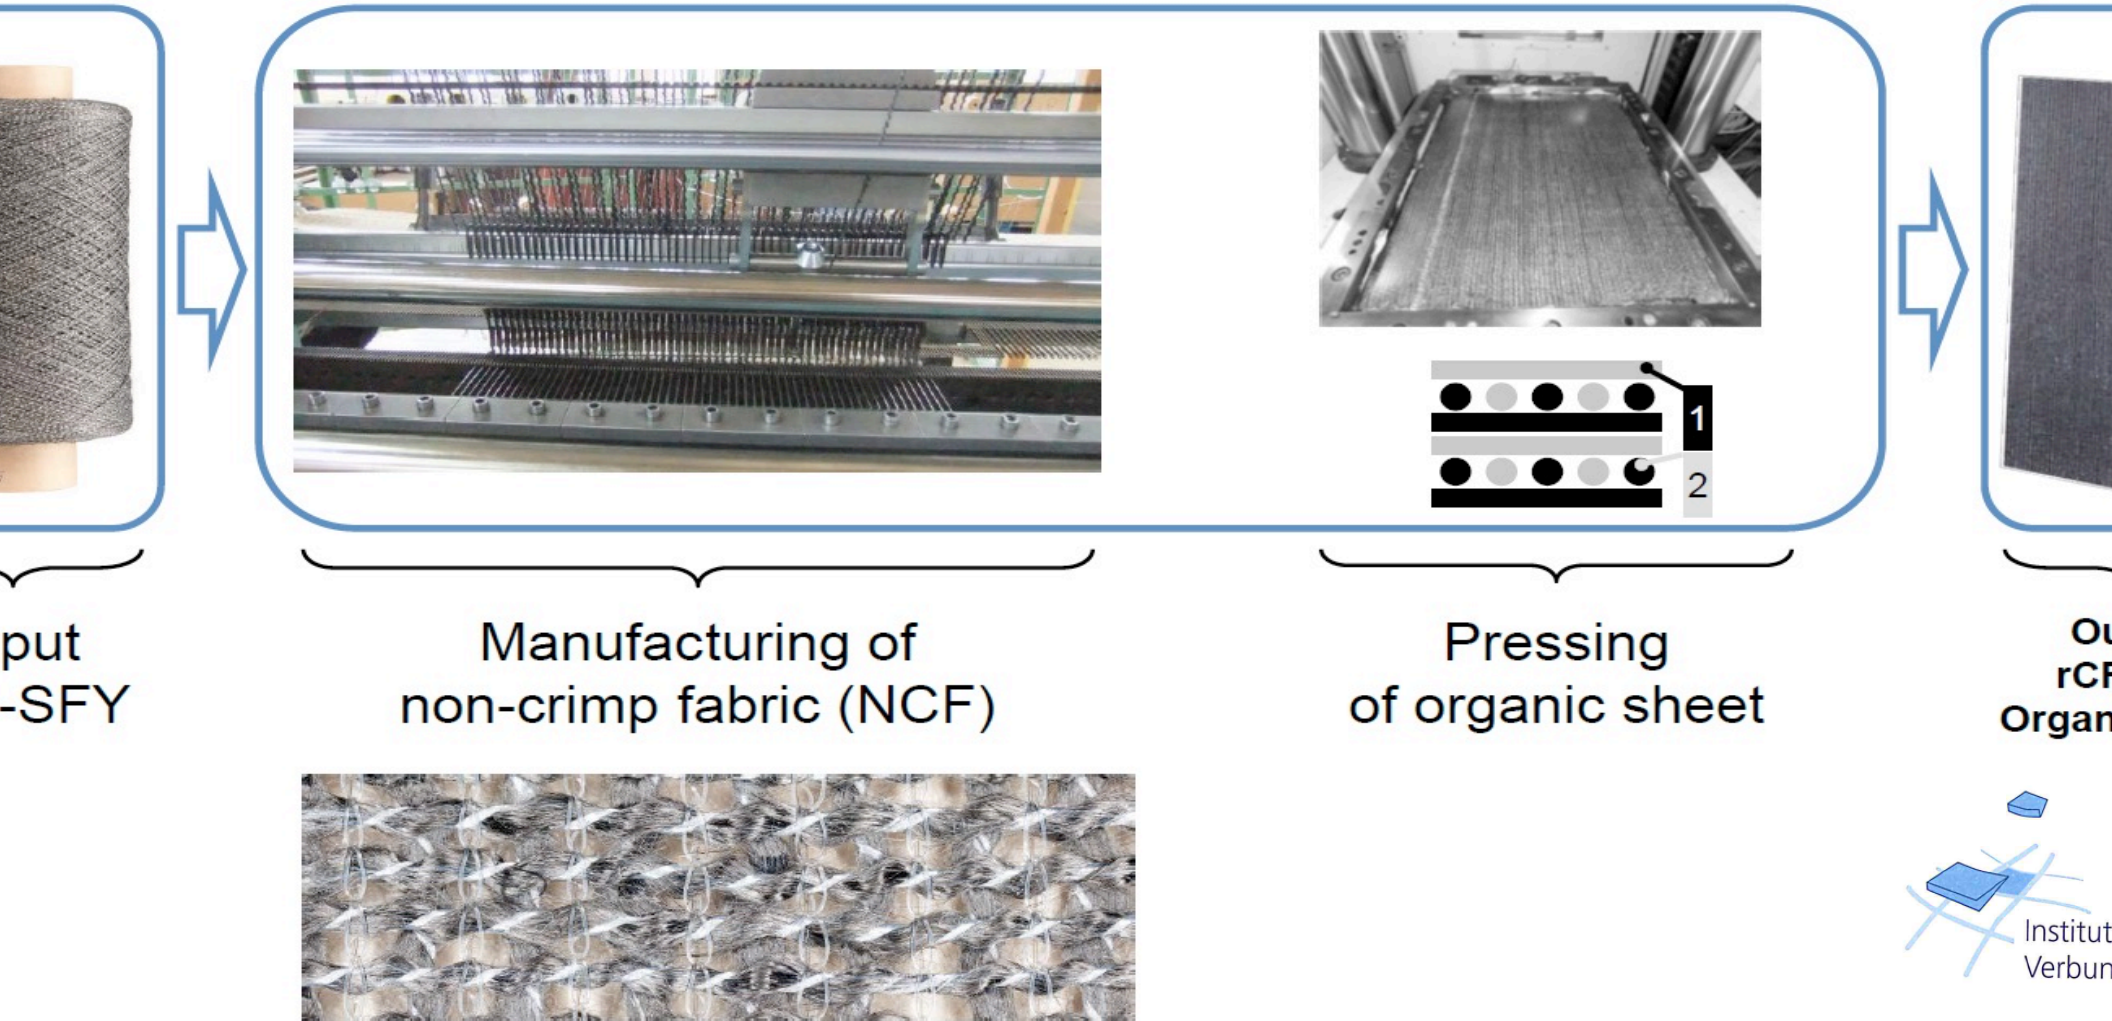 1
2
put
-SFY
Manufacturing of
non-crimp fabric (NCF)
Pressing
of organic sheet
Ou
rCF
Organ
Institut
Verbun